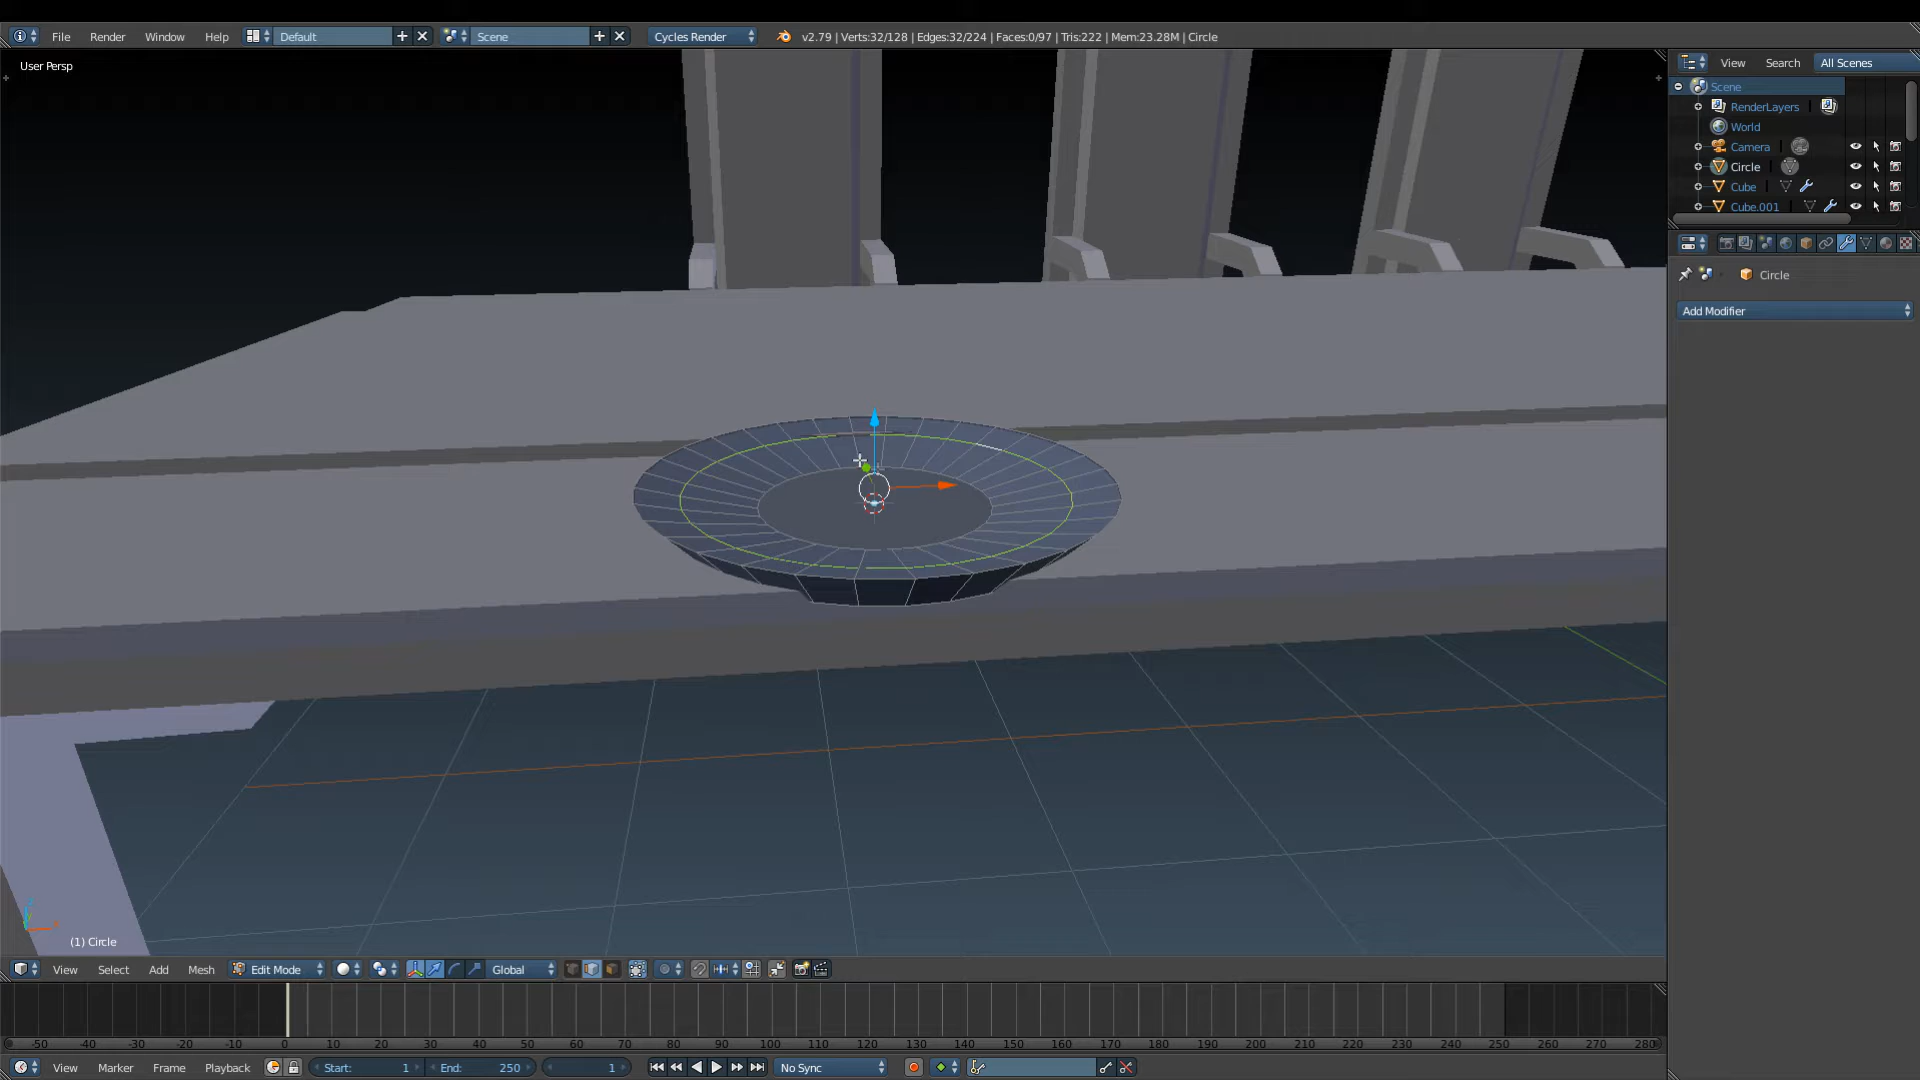 File Render Window Help Default Scene Cycles Render v2.79 | Verts:32/128 | Edges:32/224 | Faces:0/97 | Tris:222 | Mem:23.28M | Circle
User Persp
View Search All Scenes
Scene
RenderLayers
World
Camera
Circle
Cube
Cube.001
Circle
Add Modifier
(1) Circle
View Select Add Mesh Edit Mode Global
-50 -40 -30 -20 -10 0 10 20 30 40 50 60 70 80 90 100 110 120 130 140 150 160 170 180 190 200 210 220 230 240 250 260 270 280
View Marker Frame Playback Start: 1 End: 250 1 No Sync